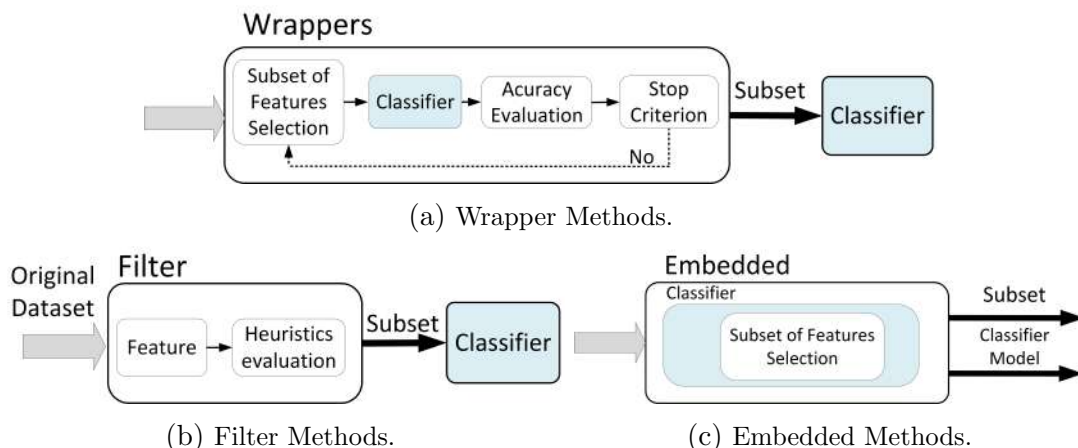 Wrappers
Subset of
Features
Selection
Classifier
Acuracy
Evaluation
Stop
Criterion
No
Subset
Classifier
(a) Wrapper Methods.
Original
Dataset
Filter
Feature
Heuristics
evaluation
Subset
Classifier
(b) Filter Methods.
Embedded
Classifier
Subset of Features
Selection
Subset
Classifier
Model
(c) Embedded Methods.